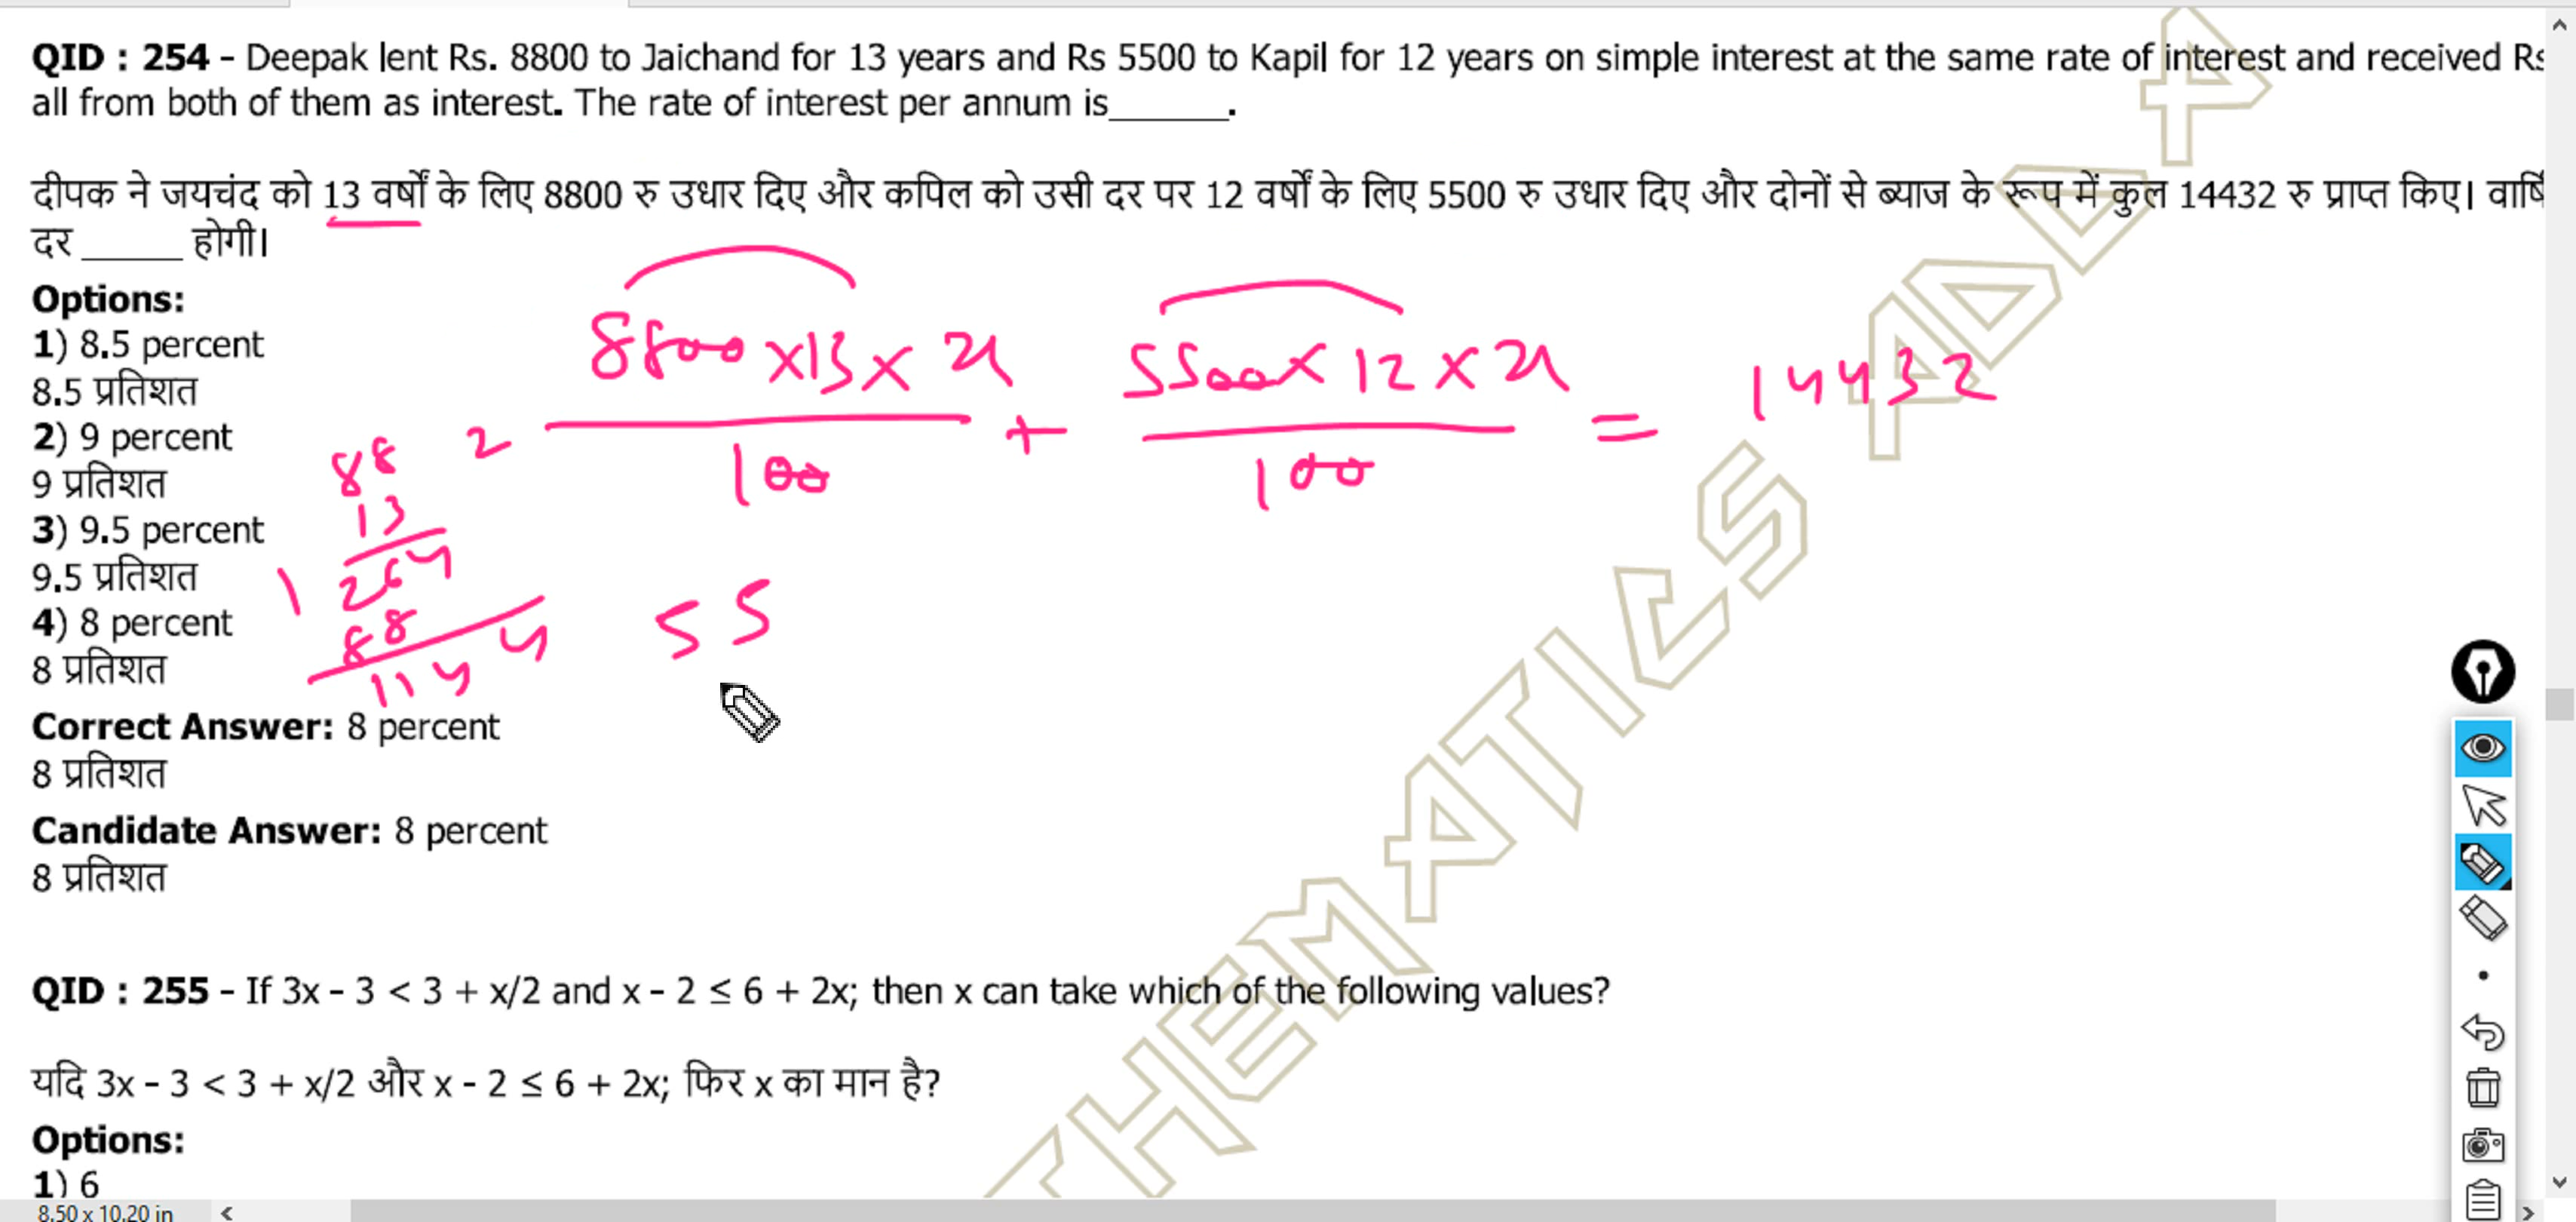 QID : 254 - Deepak lent Rs. 8800 to Jaichand for 13 years and Rs 5500 to Kapil for 12 years on simple interest at the same rate of interest and received Rs
all from both of them as interest. The rate of interest per annum is______.
दीपक ने जयचंद को 13 वर्षों के लिए 8800 रु उधार दिए और कपिल को उसी दर पर 12 वर्षों के लिए 5500 रु उधार दिए और दोनों से ब्याज के रूप में कुल 14432 रु प्राप्त किए। वार्षि
दर _____ होगी।
Options:
1) 8.5 percent
8.5 प्रतिशत
2) 9 percent
9 प्रतिशत
3) 9.5 percent
9.5 प्रतिशत
4) 8 percent
8 प्रतिशत
8800 x 13 x
100
+
5500 x 12 x
100
= 14432
88
13
264
88
1144
55
Correct Answer: 8 percent
8 प्रतिशत
Candidate Answer: 8 percent
8 प्रतिशत
QID : 255 - If 3x - 3 < 3 + x/2 and x - 2 ≤ 6 + 2x; then x can take which of the following values?
यदि 3x - 3 < 3 + x/2 और x - 2 ≤ 6 + 2x; फिर x का मान है?
Options:
1) 6
8.50 x 10.20 in
THEMATICS ADDA